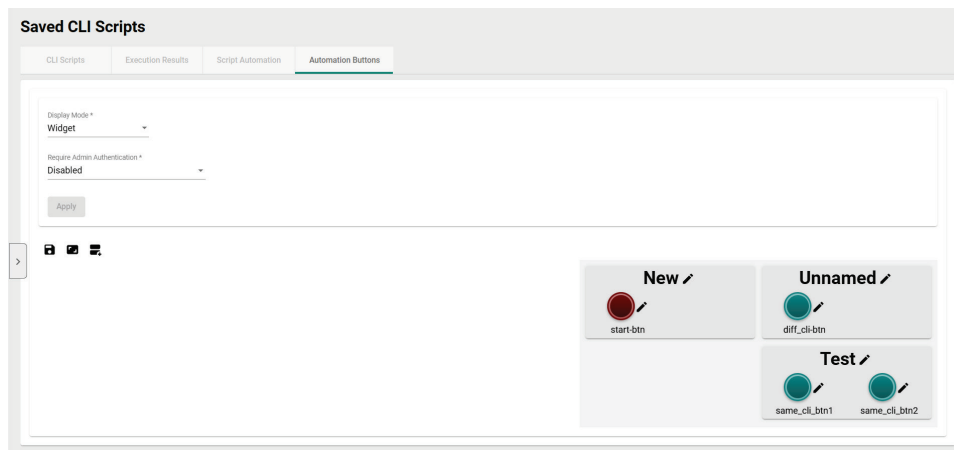 Saved CLI Scripts
CLI Scripts Execution Results Script Automation Automation Buttons
Display Mode *
Widget
Require Admin Authentication *
Disabled
Apply
New Unnamed
start-btn diff_cli-btn
Test
same_cli_btn1 same_cli_btn2